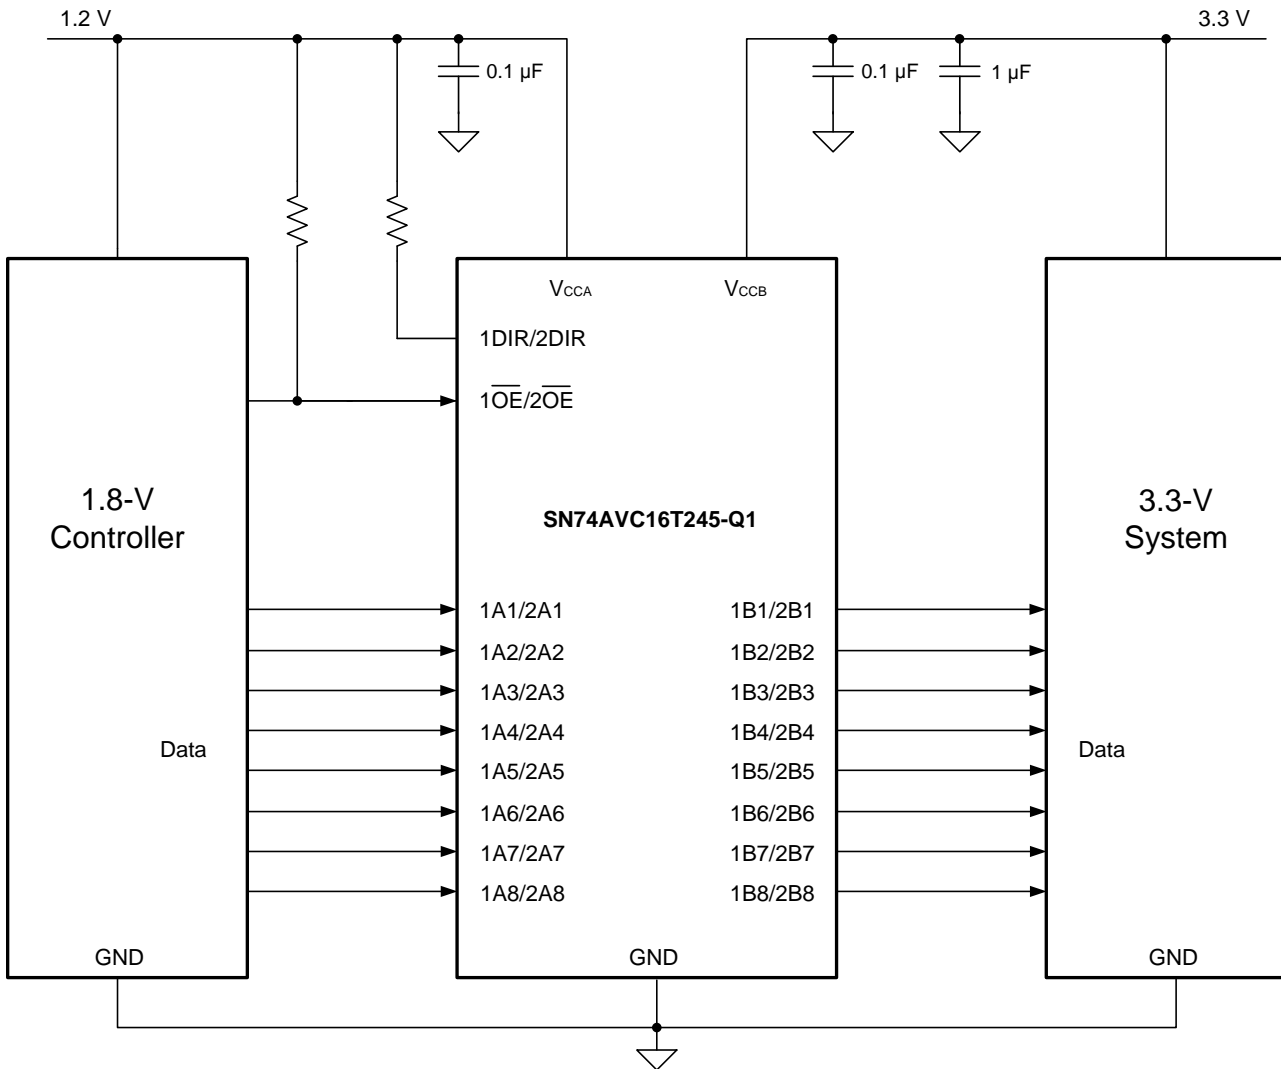 1.2 V
3.3 V
0.1 µF
0.1 µF
1 µF
VCCA
VCCB
1DIR/2DIR
1OE/2OE
1.8-V
Controller
SN74AVC16T245-Q1
3.3-V
System
1A1/2A1
1B1/2B1
1A2/2A2
1B2/2B2
1A3/2A3
1B3/2B3
1A4/2A4
1B4/2B4
Data
Data
1A5/2A5
1B5/2B5
1A6/2A6
1B6/2B6
1A7/2A7
1B7/2B7
1A8/2A8
1B8/2B8
GND
GND
GND